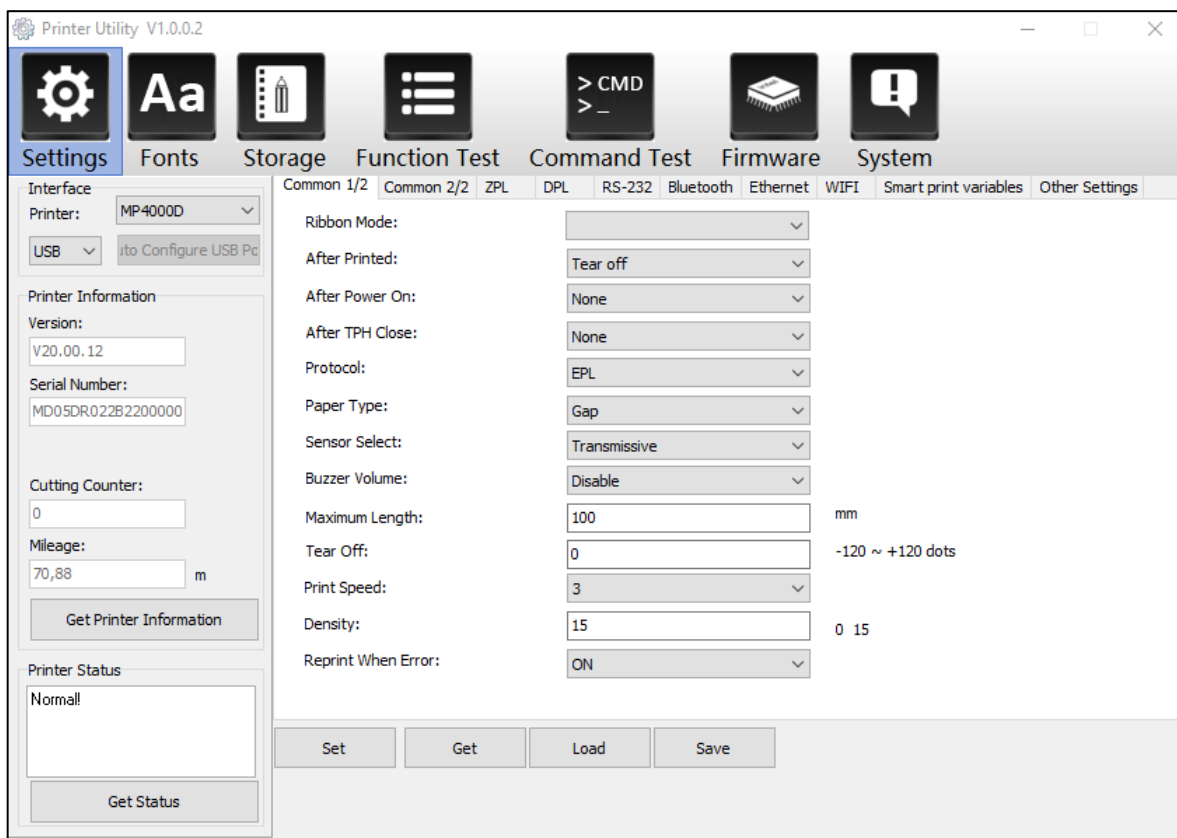 Printer Utility V1.0.0.2
Aa
> CMD
> _
Settings Fonts Storage Function Test Command Test Firmware System
Interface
Printer: MP4000D
USB
ito Configure USB Po
Printer Information
Version:
V20.00.12
Serial Number:
MD05DR022B2200000
Cutting Counter:
0
Mileage:
70,88 m
Get Printer Information
Printer Status
Normal!
Get Status
Common 1/2 Common 2/2 ZPL DPL RS-232 Bluetooth Ethernet WIFI Smart print variables Other Settings
Ribbon Mode:
After Printed: Tear off
After Power On: None
After TPH Close: None
Protocol: EPL
Paper Type: Gap
Sensor Select: Transmissive
Buzzer Volume: Disable
Maximum Length: 100 mm
Tear Off: 0 -120 ~ +120 dots
Print Speed: 3
Density: 15 0 15
Reprint When Error: ON
Set Get Load Save